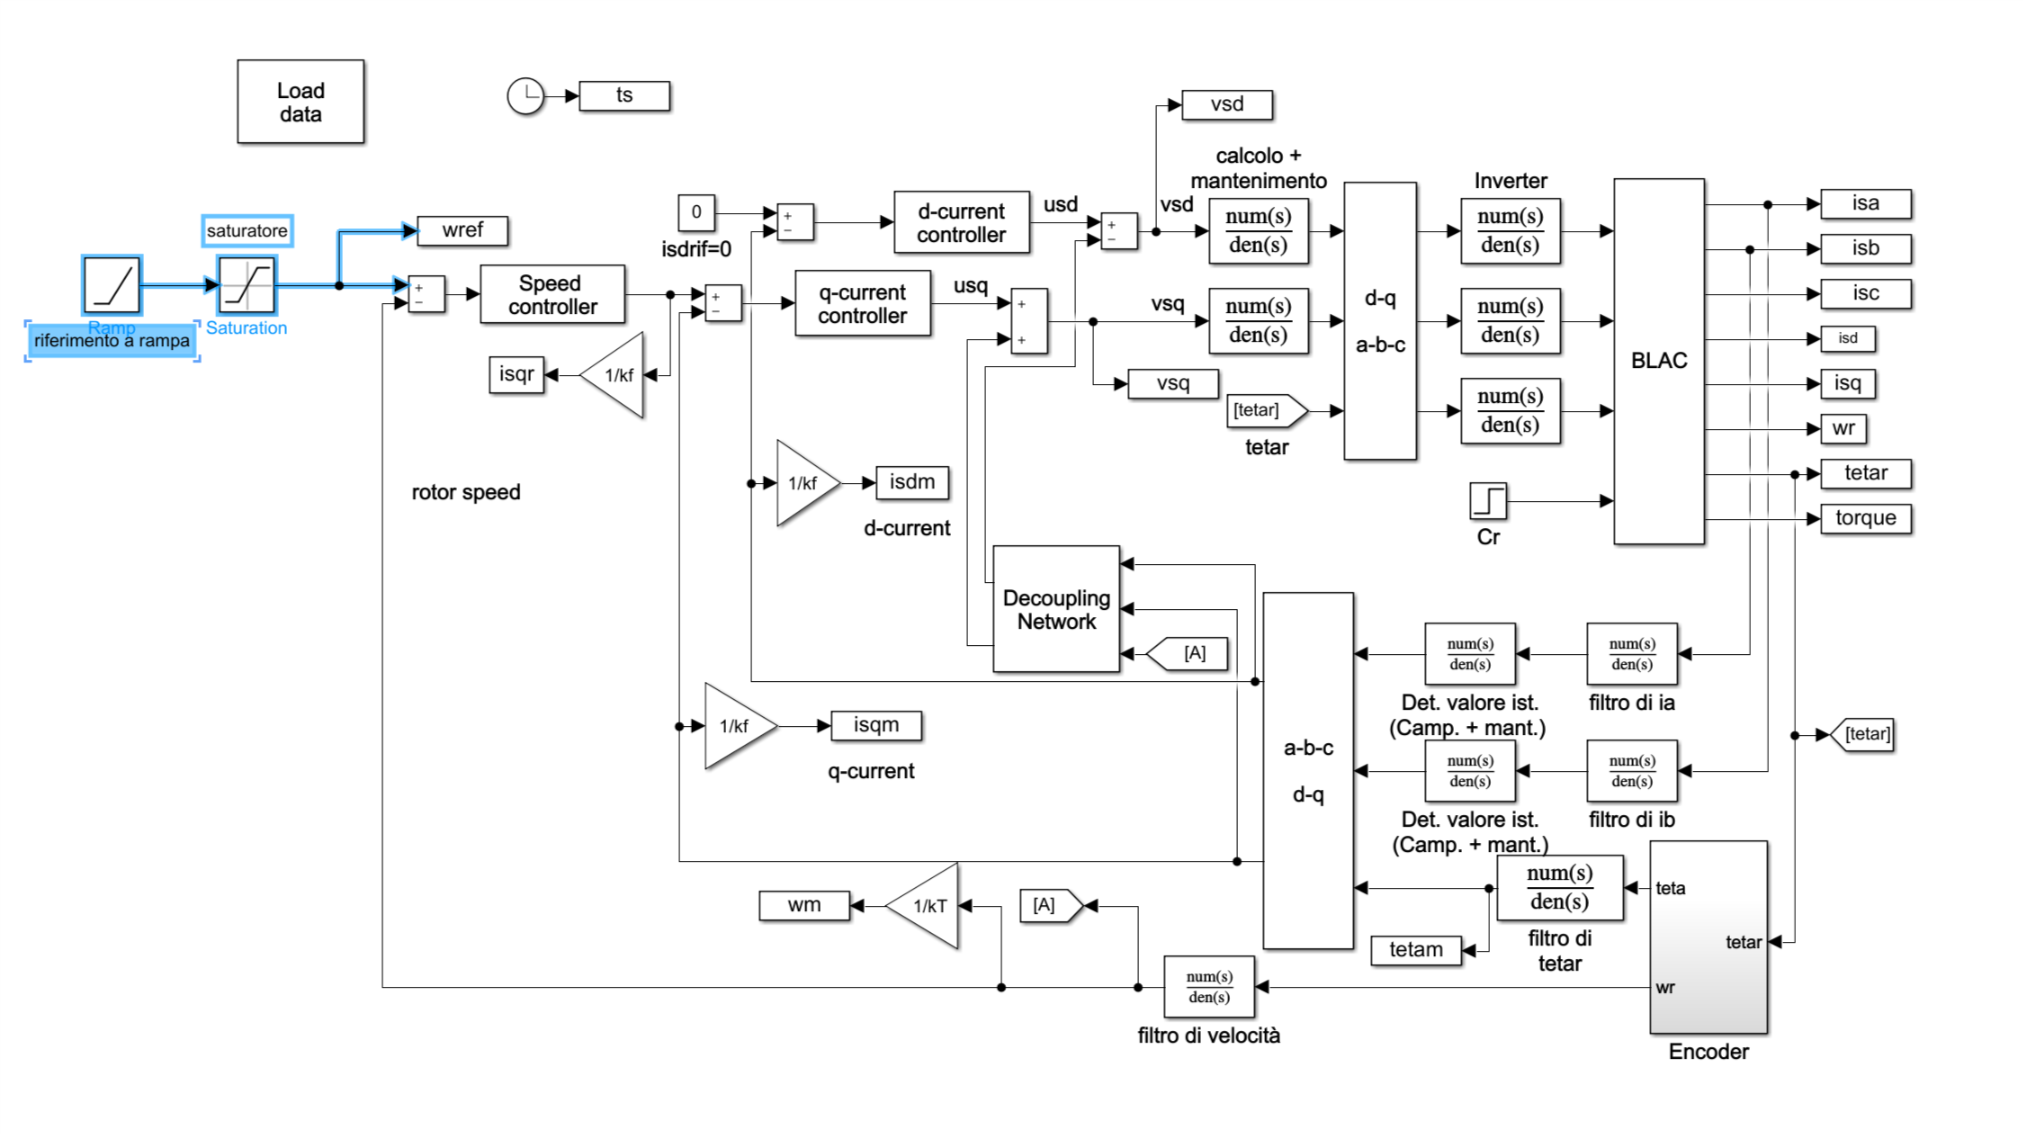 Load
data
ts
vsd
calcolo +
mantenimento
Inverter
saturatore
wref
0
isdrif=0
+
−
d-current
controller
usd
+
−
vsd
num(s)
den(s)
num(s)
den(s)
isa
isb
isc
isd
isq
wr
tetar
torque
Ramp
riferimento a rampa
Saturation
+
−
Speed
controller
+
−
q-current
controller
usq
+
+
vsq
num(s)
den(s)
d-q
a-b-c
num(s)
den(s)
BLAC
isqr
1/kf
vsq
[tetar]
tetar
num(s)
den(s)
rotor speed
1/kf
isdm
d-current
Cr
Decoupling
Network
[A]
num(s)
den(s)
num(s)
den(s)
Det. valore ist.
(Camp. + mant.)
filtro di ia
1/kf
isqm
q-current
a-b-c
d-q
[tetar]
num(s)
den(s)
num(s)
den(s)
Det. valore ist.
(Camp. + mant.)
filtro di ib
wm
1/kT
[A]
num(s)
den(s)
teta
tetar
wr
tetam
filtro di
tetar
num(s)
den(s)
filtro di velocità
Encoder